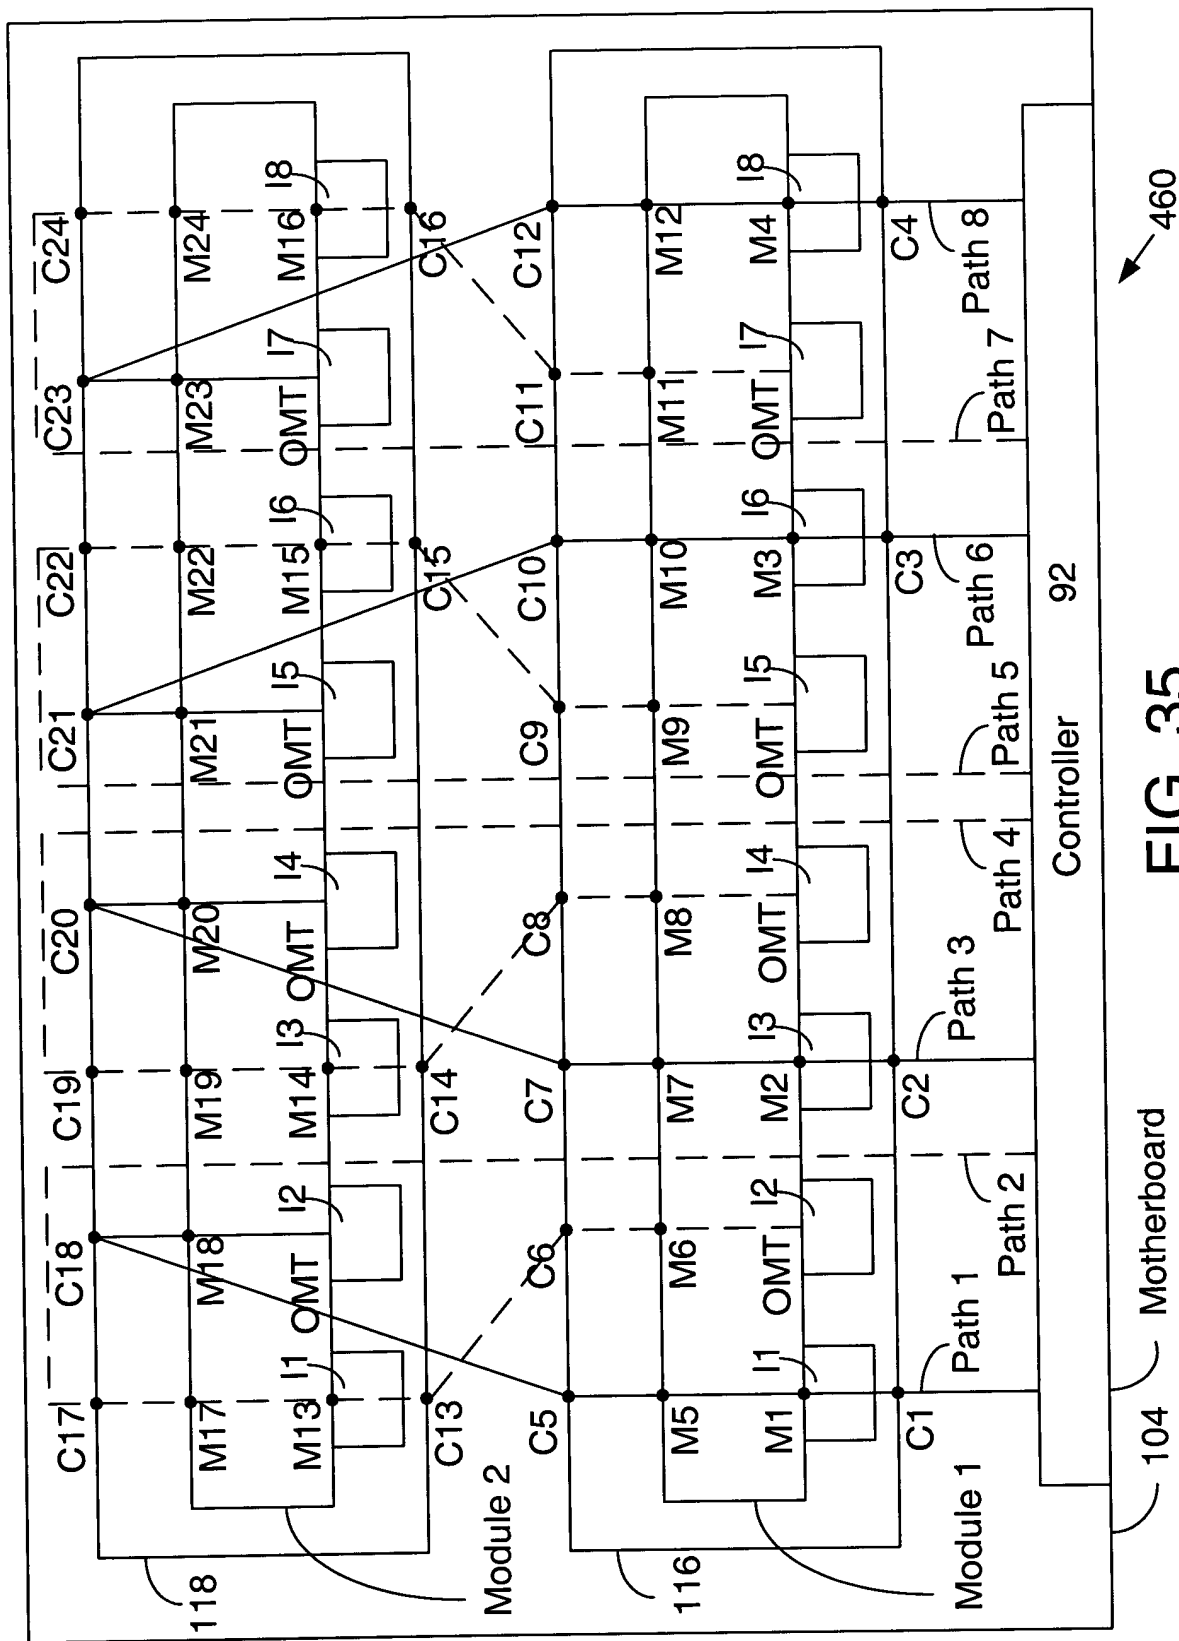 C17
C18
C19
C20
C21
C22
C23
C24
M17
M18
M19
M20
M21
M22
M23
M24
M13
I1
OMT
I2
M14
I3
OMT
I4
OMT
I5
M15
I6
OMT
I7
M16
I8
118
Module 2
C13
C14
C15
C16
C5
C6
C7
C8
C9
C10
C11
C12
M5
M6
M7
M8
M9
M10
M11
M12
M1
I1
OMT
I2
M2
I3
OMT
I4
OMT
I5
M3
I6
OMT
I7
M4
I8
116
Module 1
C1
C2
C3
C4
Path 1
Path 2
Path 3
Path 4
Path 5
Path 6
Path 7
Path 8
Controller 92
104
Motherboard
460
FIG. 35